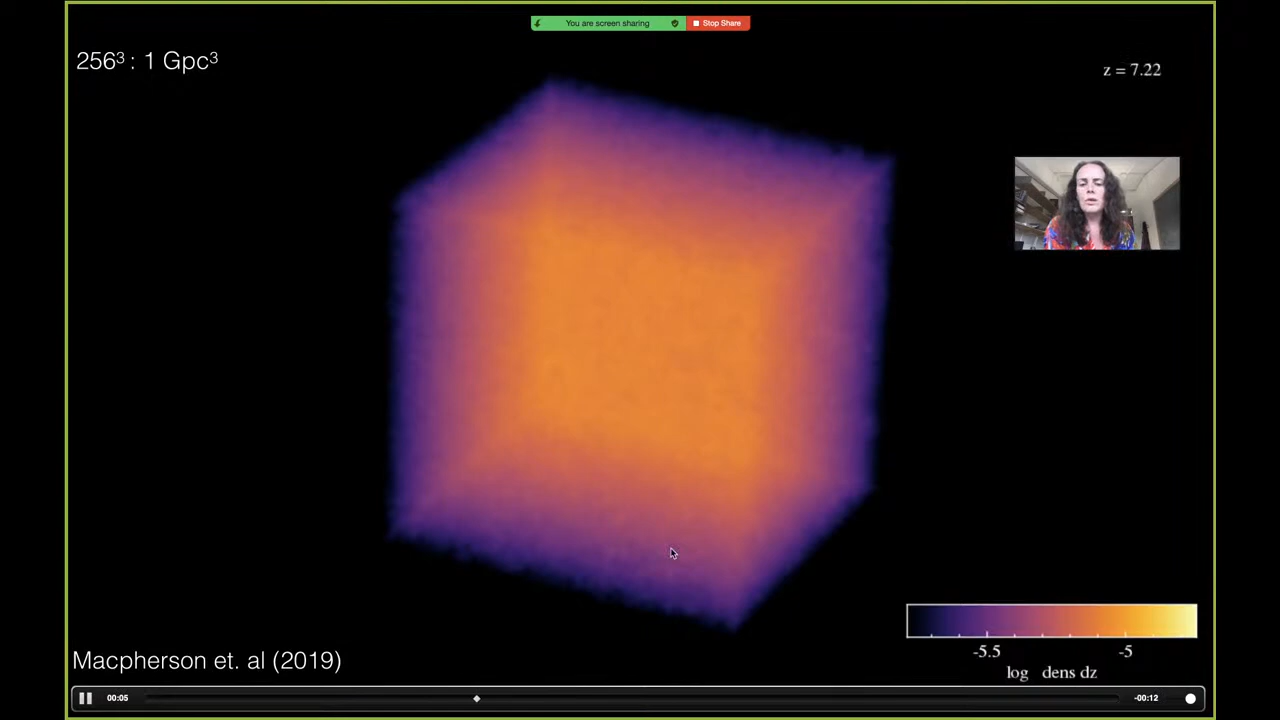 You are screen sharing
Stop Share
256³ : 1 Gpc³
z = 7.22
-5.5 -5
log dens dz
Macpherson et. al (2019)
00:05 -00:12